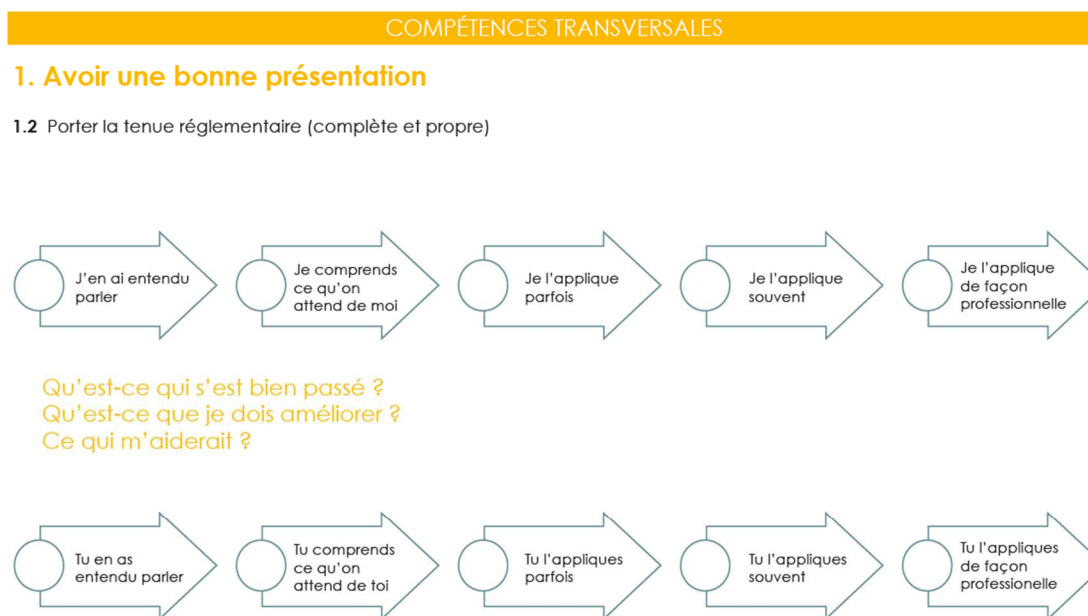 COMPÉTENCES TRANSVERSALES
1. Avoir une bonne présentation
1.2 Porter la tenue réglementaire (complète et propre)
J'en ai entendu
parler
Je comprends
ce qu'on
attend de moi
Je l'applique
parfois
Je l'applique
souvent
Je l'applique
de façon
professionnelle
Qu'est-ce qui s'est bien passé ?
Qu'est-ce que je dois améliorer ?
Ce qui m'aiderait ?
Tu en as
entendu parler
Tu comprends
ce qu'on
attend de toi
Tu l'appliques
parfois
Tu l'appliques
souvent
Tu l'appliques
de façon
professionelle